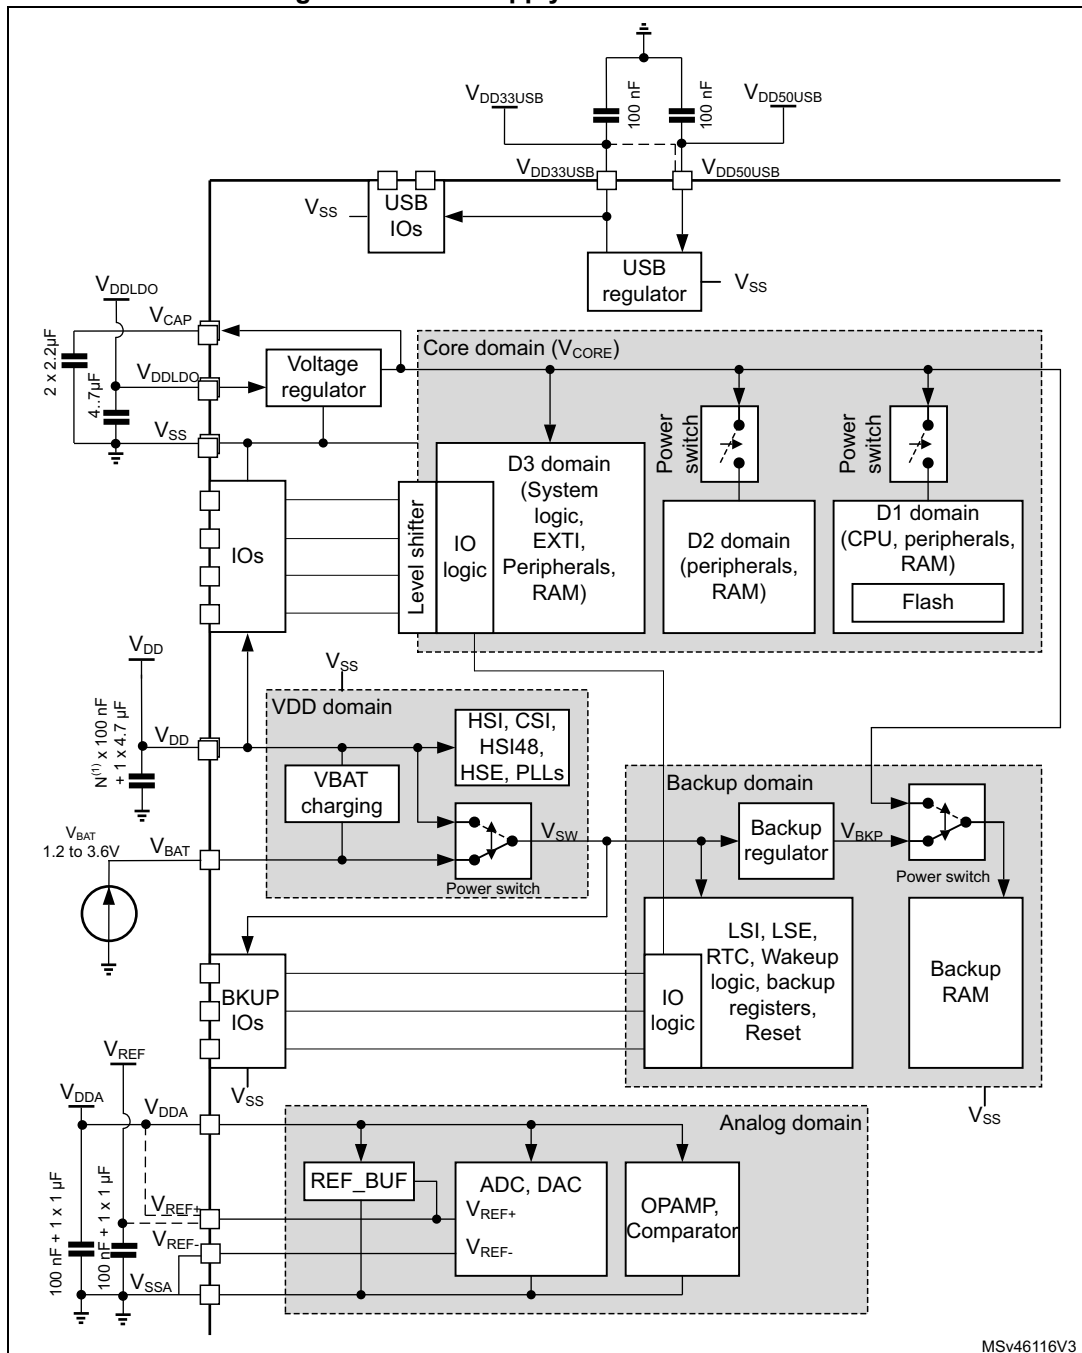 VDD33USB
100 nF
100 nF
VDD50USB
VDD33USB
VDD50USB
VSS
USB
IOs
USB
regulator
VSS
VDDLDO
VCAP
2 x 2.2µF
4..7µF
VDDLDO
VSS
Voltage
regulator
Core domain (VCORE)
Power
switch
Power
switch
D3 domain
(System
logic,
EXTI,
Peripherals,
RAM)
IO
logic
Level shifter
IOs
D2 domain
(peripherals,
RAM)
D1 domain
(CPU, peripherals,
RAM)
Flash
VDD
N(1) x 100 nF
+ 1 x 4.7 µF
VDD
VSS
VDD domain
HSI, CSI,
HSI48,
HSE, PLLs
VBAT
charging
Power switch
VSW
VBAT
1.2 to 3.6V
VBAT
Backup domain
Backup
regulator
VBKP
Power switch
LSI, LSE,
RTC, Wakeup
logic, backup
registers,
Reset
IO
logic
Backup
RAM
VSS
BKUP
IOs
VSS
VREF
VDDA
VDDA
100 nF + 1 x 1 µF
100 nF + 1 x 1 µF
VREF+
VREF-
VSSA
Analog domain
REF_BUF
ADC, DAC
VREF+
VREF-
OPAMP,
Comparator
MSv46116V3